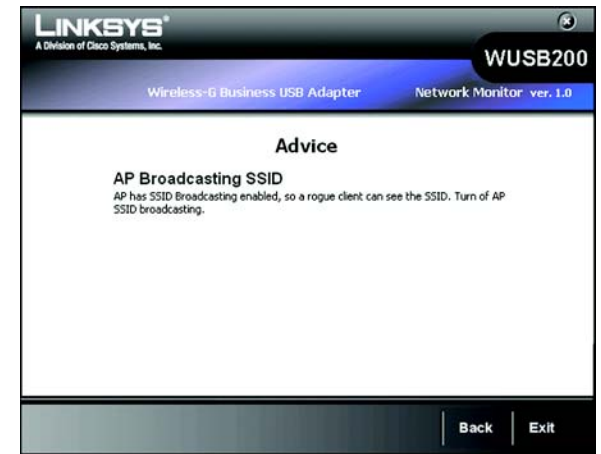 LINKSYS®
A Division of Cisco Systems, Inc.
WUSB200
Wireless-G Business USB Adapter Network Monitor ver. 1.0
Advice
AP Broadcasting SSID
AP has SSID Broadcasting enabled, so a rogue client can see the SSID. Turn of AP
SSID broadcasting.
Back Exit